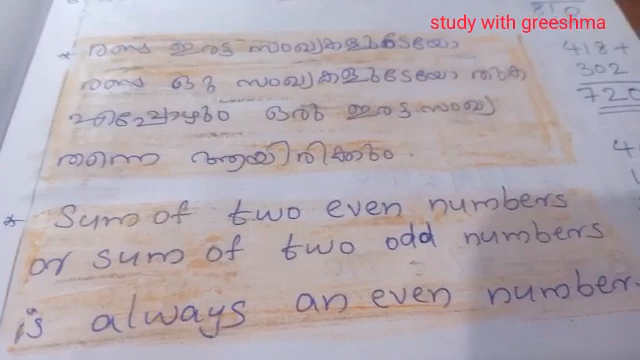 study with greeshma
* രണ്ട് ഇരട്ട സംഖ്യകളുടേയോ
രണ്ട് ഒറ്റ സംഖ്യകളുടേയോ തുക
എപ്പോഴും ഒരു ഇരട്ട സംഖ്യ
തന്നെ ആയിരിക്കും.
* Sum of two even numbers
or sum of two odd numbers
is always an even number.
418+
302
720